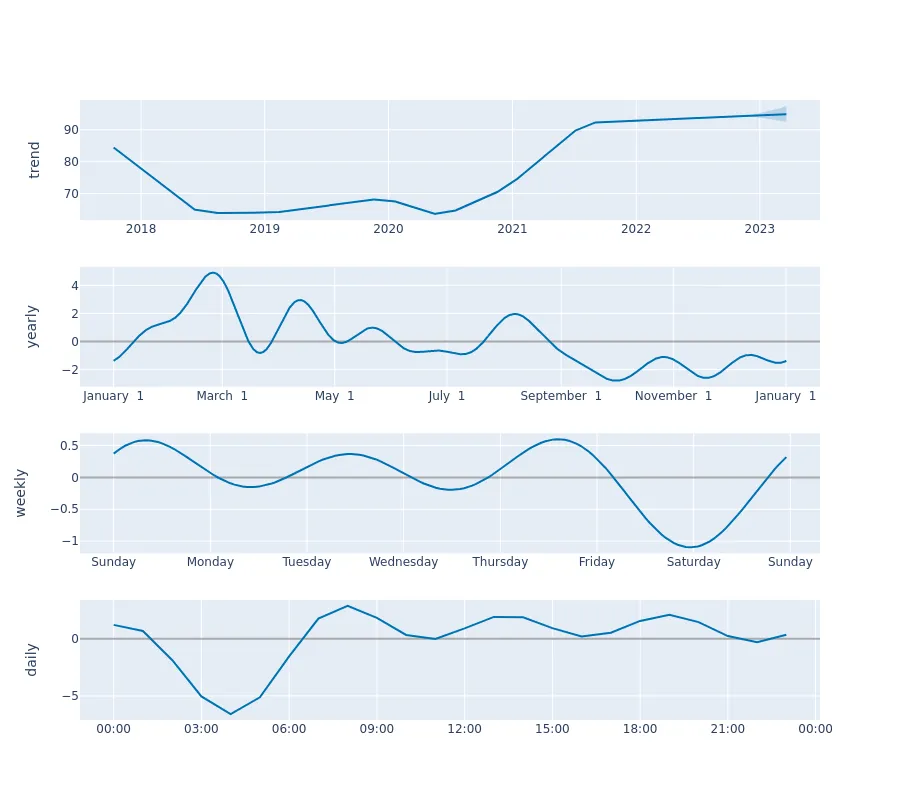 trend
90
80
70
2018 2019 2020 2021 2022 2023
yearly
4
2
0
−2
January 1 March 1 May 1 July 1 September 1 November 1 January 1
weekly
0.5
0
−0.5
−1
Sunday Monday Tuesday Wednesday Thursday Friday Saturday Sunday
daily
0
−5
00:00 03:00 06:00 09:00 12:00 15:00 18:00 21:00 00:00